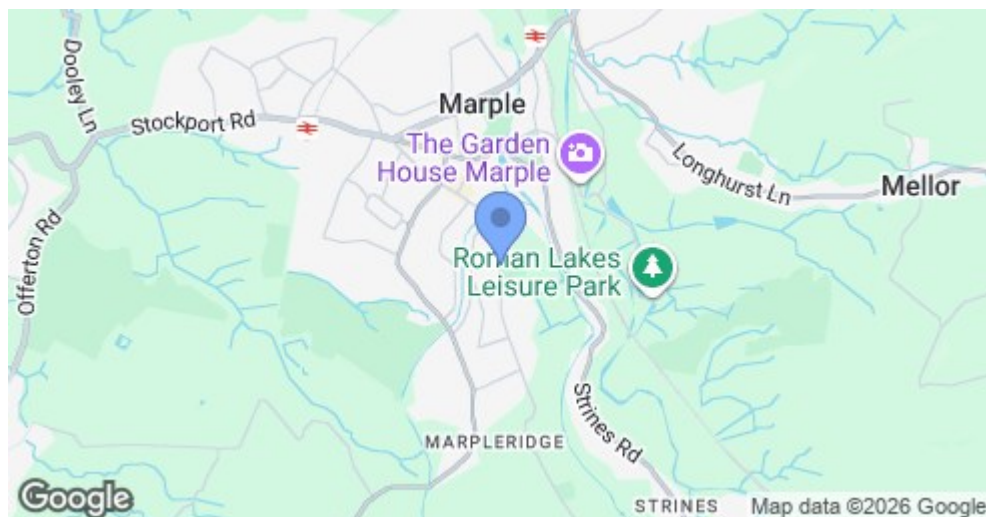 Dooley Ln
Stockport Rd
Marple
The Garden
House Marple
Longhurst Ln
Mellor
Offerton Rd
Roman Lakes
Leisure Park
Strines Rd
MARPLERIDGE
STRINES
Google
Map data ©2026 Google